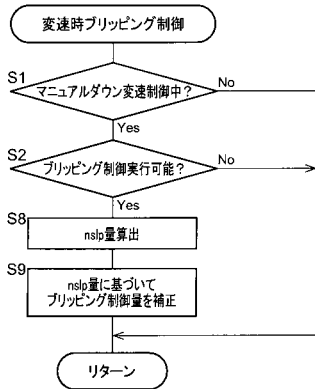 変速時ブリッピング制御
S1
マニュアルダウン変速制御中?
No
Yes
S2
ブリッピング制御実行可能?
No
Yes
S8
nslp量算出
S9
nslp量に基づいて
ブリッピング制御量を補正
リターン